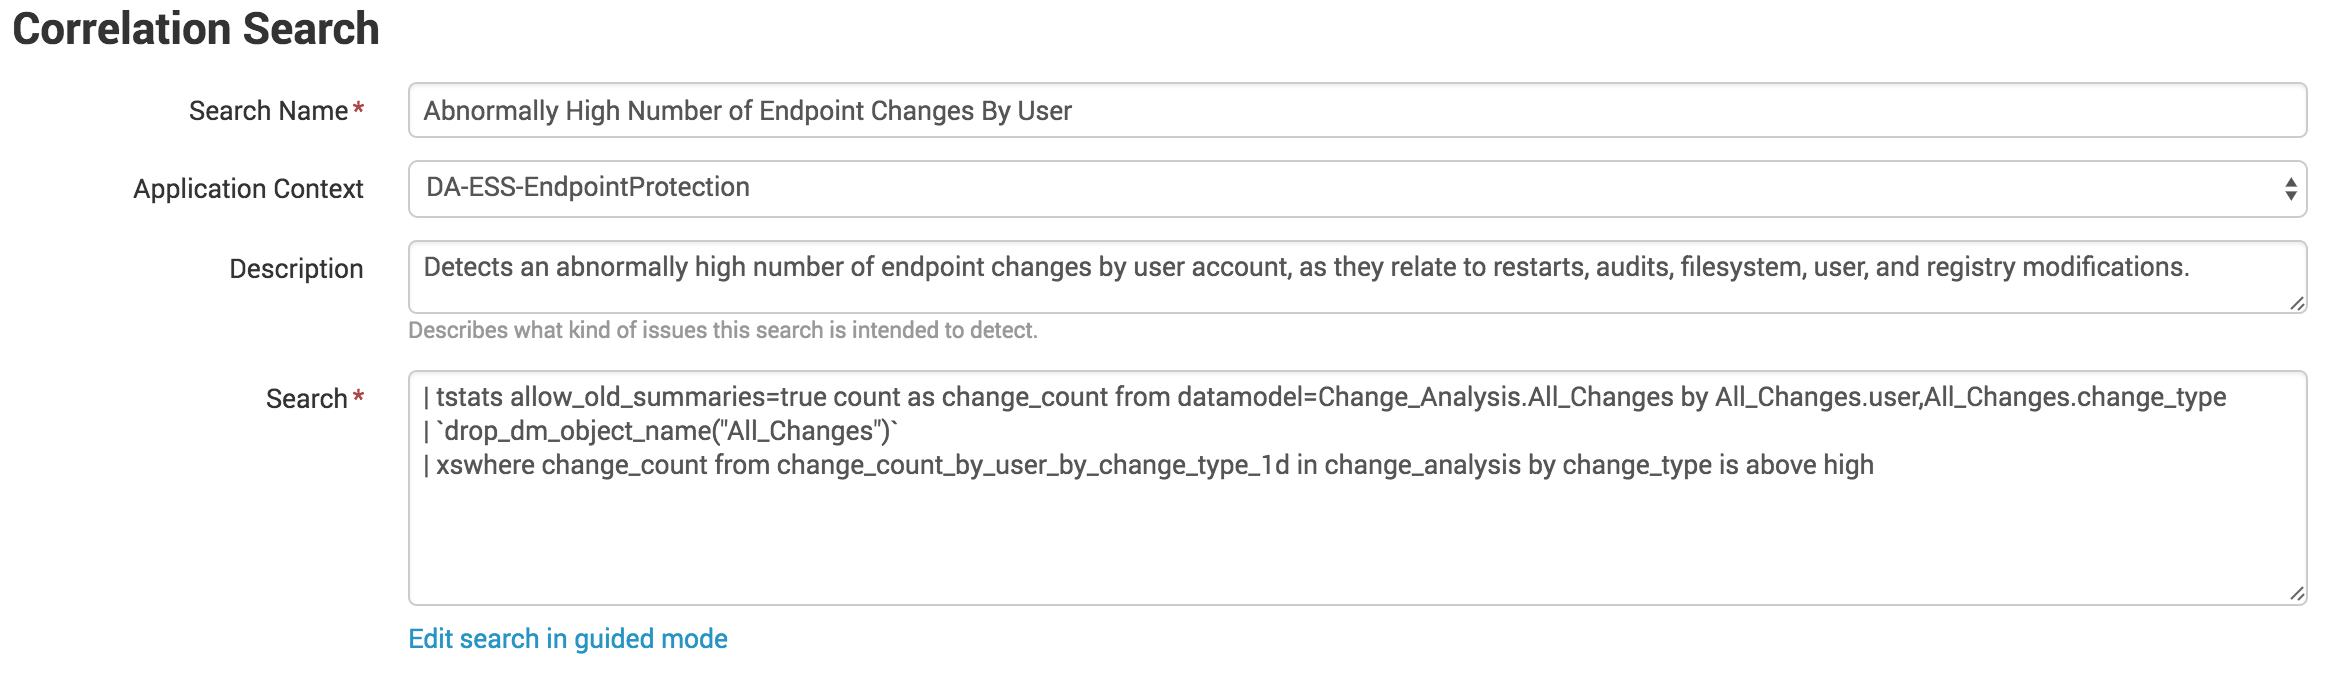 Correlation Search
Search Name*
Abnormally High Number of Endpoint Changes By User
Application Context
DA-ESS-EndpointProtection
Description
Detects an abnormally high number of endpoint changes by user account, as they relate to restarts, audits, filesystem, user, and registry modifications.
Describes what kind of issues this search is intended to detect.
Search*
| tstats allow_old_summaries=true count as change_count from datamodel=Change_Analysis.All_Changes by All_Changes.user,All_Changes.change_type
| `drop_dm_object_name("All_Changes")`
| xswhere change_count from change_count_by_user_by_change_type_1d in change_analysis by change_type is above high
Edit search in guided mode